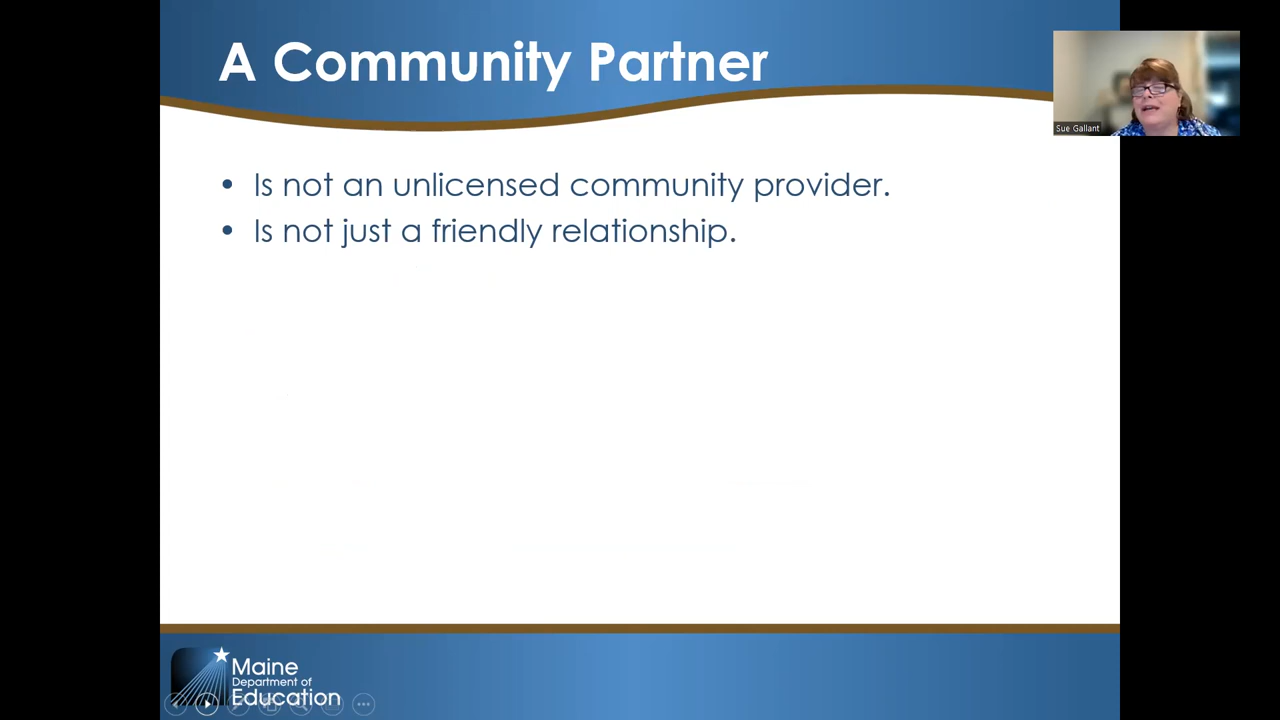 A Community Partner
Sue Gallant
• Is not an unlicensed community provider.
• Is not just a friendly relationship.
Maine
Department of
Education